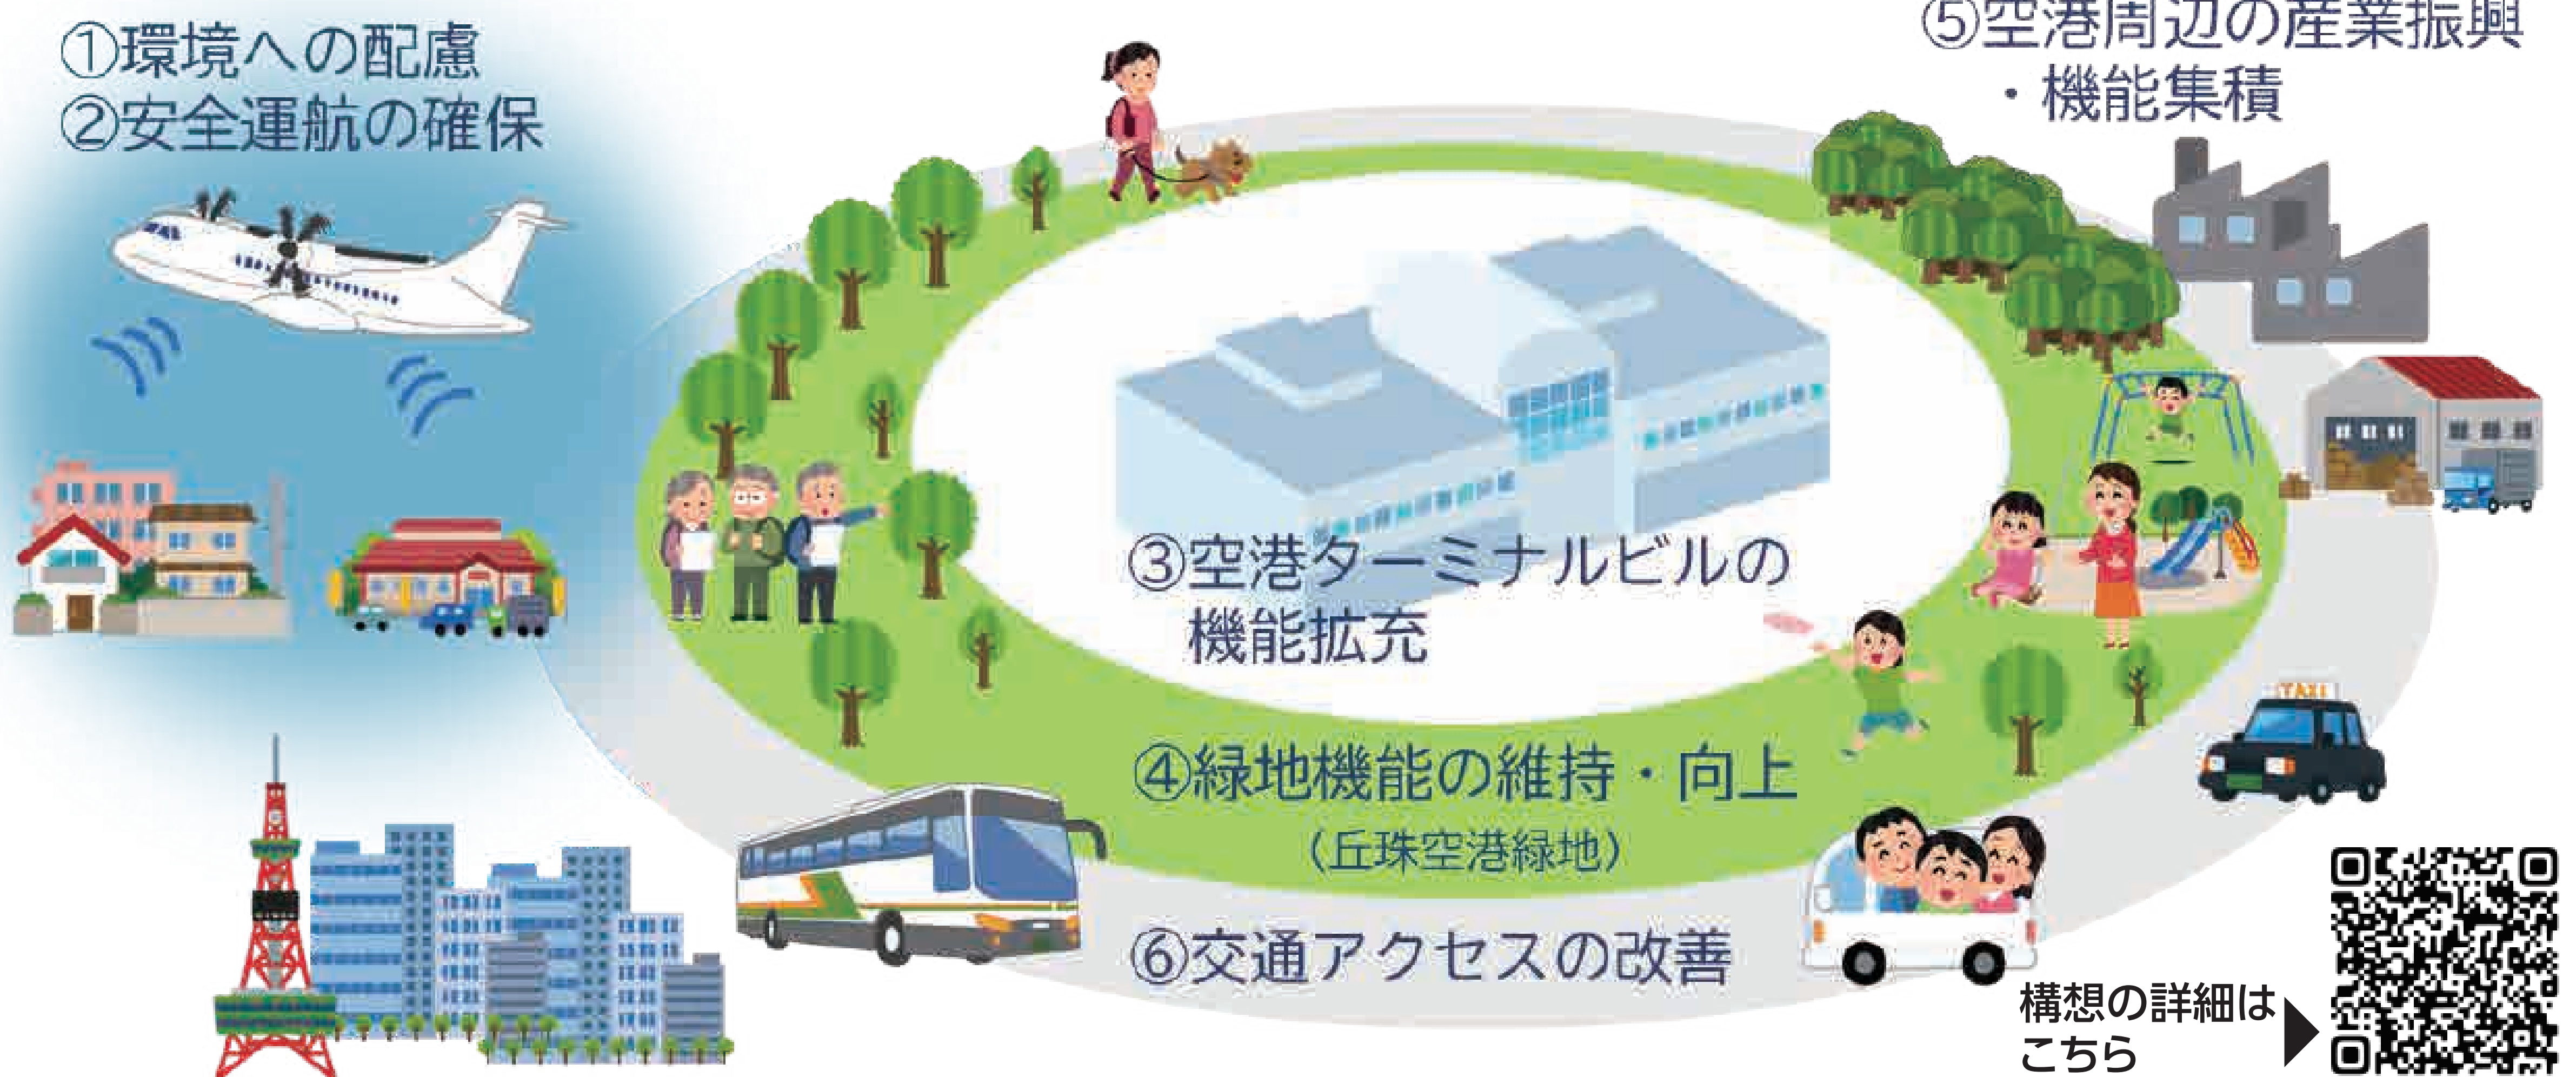 ①環境への配慮
②安全運航の確保
⑤空港周辺の産業振興
・機能集積
③空港ターミナルビルの
機能拡充
TAXI
④緑地機能の維持・向上
（丘珠空港緑地）
⑥交通アクセスの改善
構想の詳細は
こちら